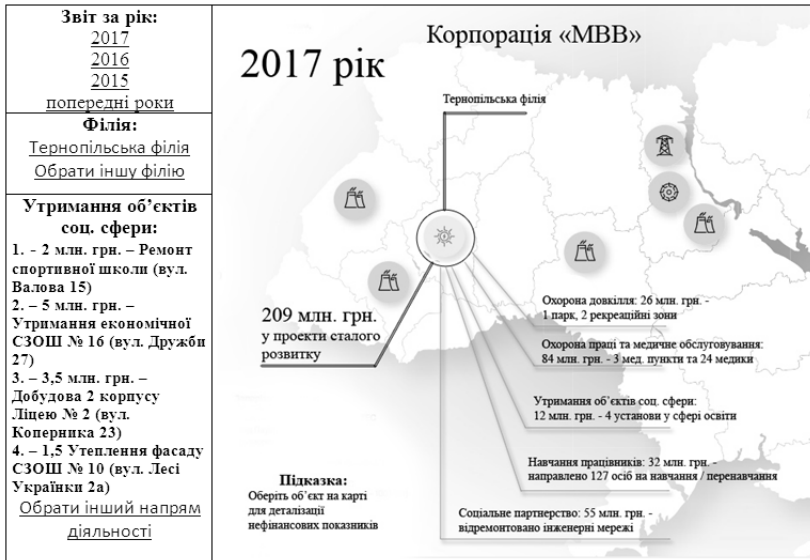 Звіт за рік:
2017
2016
2015
попередні роки
Філія:
Тернопільська філія
Обрати іншу філію
Утримання об’єктів
соц. сфери:
1. - 2 млн. грн. – Ремонт
спортивної школи (вул.
Валова 15)
2. – 5 млн. грн. –
Утримання економічної
СЗОШ № 16 (вул. Дружби
27)
3. – 3,5 млн. грн. –
Добудова 2 корпусу
Ліцею № 2 (вул.
Коперника 23)
4. – 1,5 Утеплення фасаду
СЗОШ № 10 (вул. Лесі
Українки 2а)
Обрати інший напрям
діяльності
Корпорація «МВВ»
2017 рік
Тернопільська філія
209 млн. грн.
у проекти сталого
розвитку
Охорона довкілля: 26 млн. грн. -
1 парк, 2 рекреаційні зони
Охорона праці та медичне обслуговування:
84 млн. грн. - 3 мед. пункти та 24 медики
Утримання об’єктів соц. сфери:
12 млн. грн. - 4 установи у сфері освіти
Навчання працівників: 32 млн. грн. -
направлено 127 осіб на навчання / перенавчання
Соціальне партнерство: 55 млн. грн. -
відремонтовано інженерні мережі
Підказка:
Оберіть об’єкт на карті
для деталізації
нефінансових показників